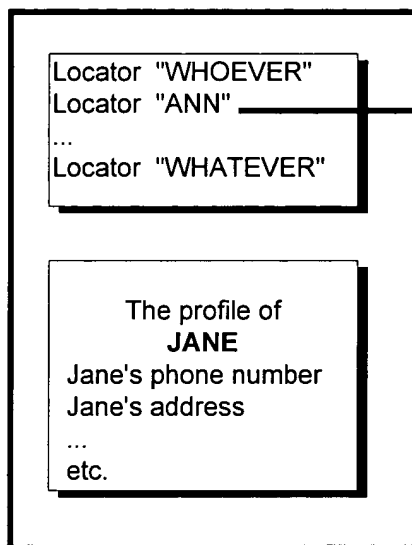 Locator "WHOEVER"
Locator "ANN"
...
Locator "WHATEVER"
The profile of
JANE
Jane's phone number
Jane's address
...
etc.